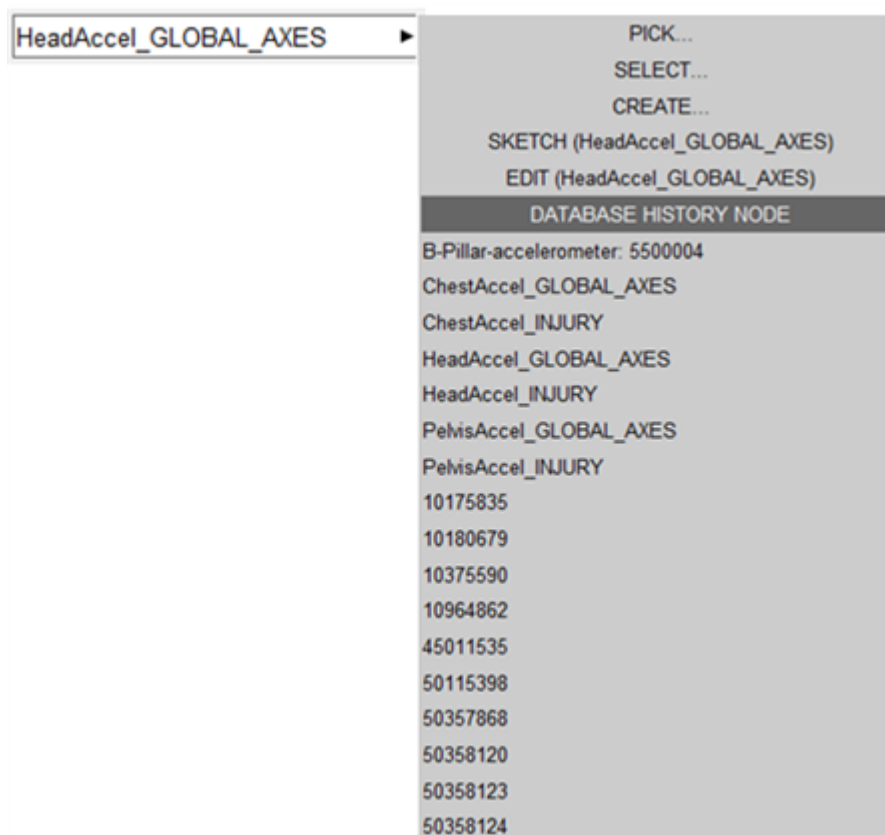 HeadAccel_GLOBAL_AXES
PICK...
SELECT...
CREATE...
SKETCH (HeadAccel_GLOBAL_AXES)
EDIT (HeadAccel_GLOBAL_AXES)
DATABASE HISTORY NODE
B-Pillar-accelerometer: 5500004
ChestAccel_GLOBAL_AXES
ChestAccel_INJURY
HeadAccel_GLOBAL_AXES
HeadAccel_INJURY
PelvisAccel_GLOBAL_AXES
PelvisAccel_INJURY
10175835
10180679
10375590
10964862
45011535
50115398
50357868
50358120
50358123
50358124